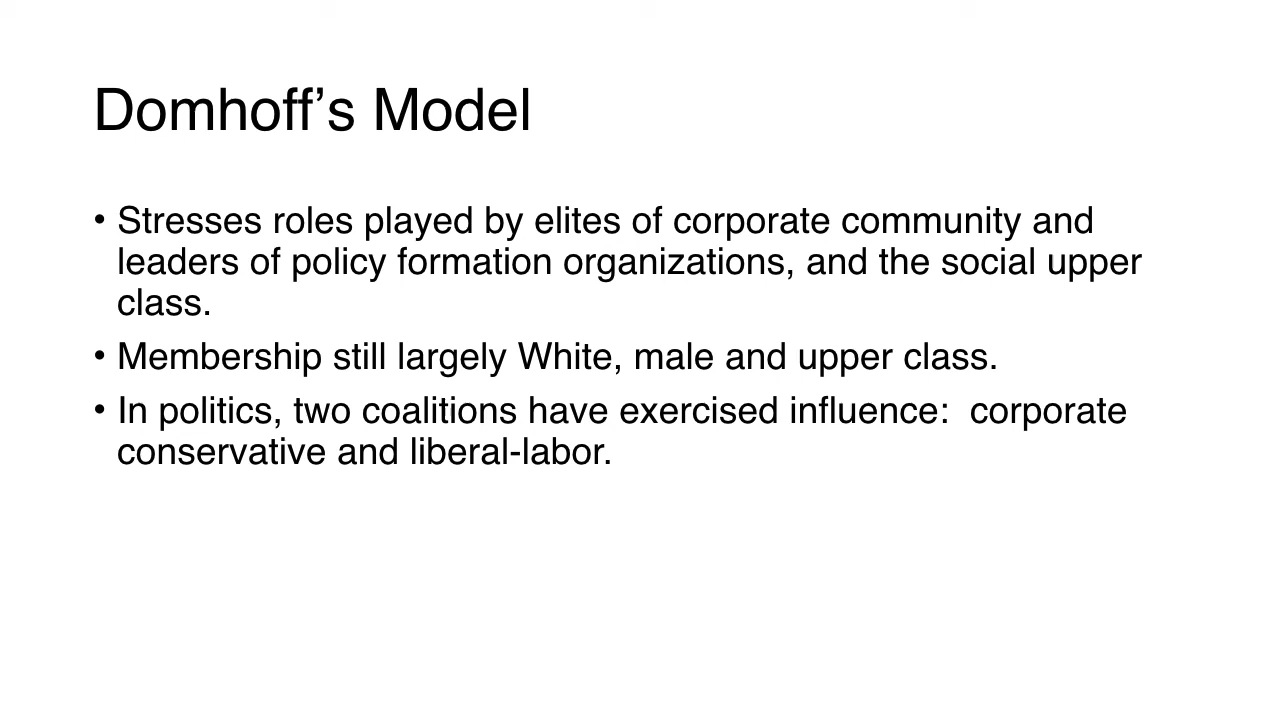 Domhoff’s Model
• Stresses roles played by elites of corporate community and
leaders of policy formation organizations, and the social upper
class.
• Membership still largely White, male and upper class.
• In politics, two coalitions have exercised influence:  corporate
conservative and liberal-labor.